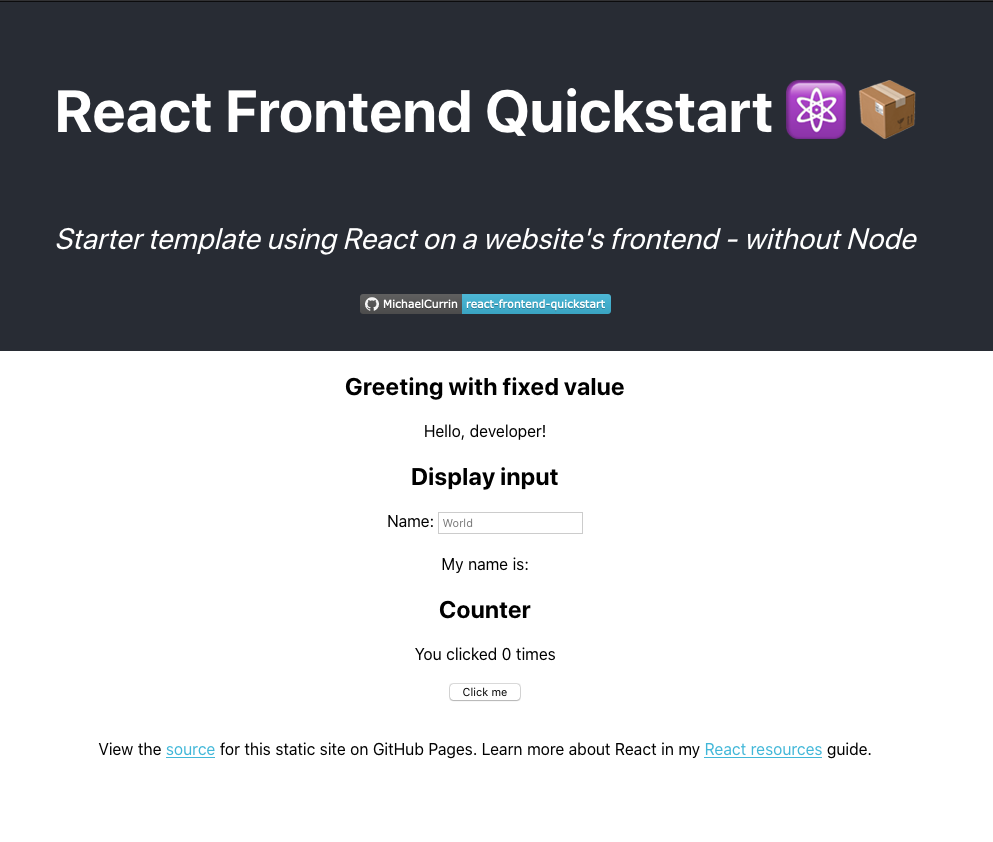 React Frontend Quickstart ⚛️ 📦
Starter template using React on a website's frontend - without Node
MichaelCurrin react-frontend-quickstart
Greeting with fixed value
Hello, developer!
Display input
Name: World
My name is:
Counter
You clicked 0 times
Click me
View the source for this static site on GitHub Pages. Learn more about React in my React resources guide.